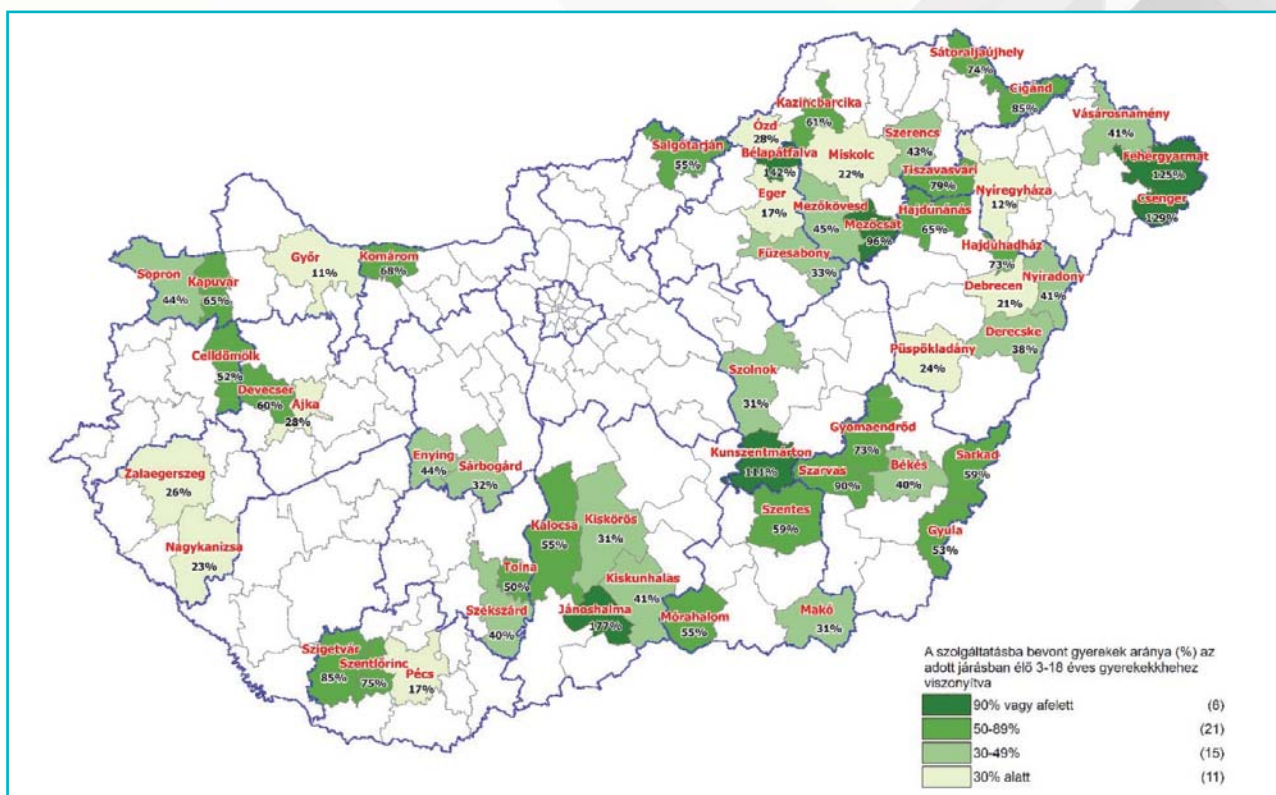 Sátoraljaújhely
74%
Cigánd
85%
Kazincbarcika
61%
Ózd
28%
Szerencs
43%
Vásárosnamény
41%
Salgótarján
55%
Bélapátfalva
142%
Miskolc
22%
Tiszavasvári
79%
Fehérgyarmat
125%
Eger
17%
Nyíregyháza
12%
Csenger
129%
Mezőkövesd
45%
Mezőcsát
96%
Hajdúnánás
65%
Füzesabony
33%
Hajdúhadház
73%
Nyíradony
41%
Győr
11%
Komárom
68%
Sopron
44%
Kapuvár
65%
Debrecen
21%
Derecske
38%
Püspökladány
24%
Celldömölk
52%
Devecser
60%
Ajka
28%
Szolnok
31%
Gyomaendrőd
73%
Kunszentmárton
111%
Szarvas
90%
Békés
40%
Sarkad
59%
Enying
44%
Sárbogárd
32%
Zalaegerszeg
26%
Nagykanizsa
23%
Szentes
59%
Gyula
53%
Kalocsa
55%
Kiskőrös
31%
Tolna
50%
Kiskunhalas
41%
Székszárd
40%
Jánoshalma
177%
Mórahalom
55%
Makó
31%
Szigetvár
85%
Szentlőrinc
75%
Pécs
17%
A szolgáltatásba bevont gyerekek aránya (%) az
adott járásban élő 3-18 éves gyerekekkhehez
viszonyítva
90% vagy afelett (6)
50-89% (21)
30-49% (15)
30% alatt (11)